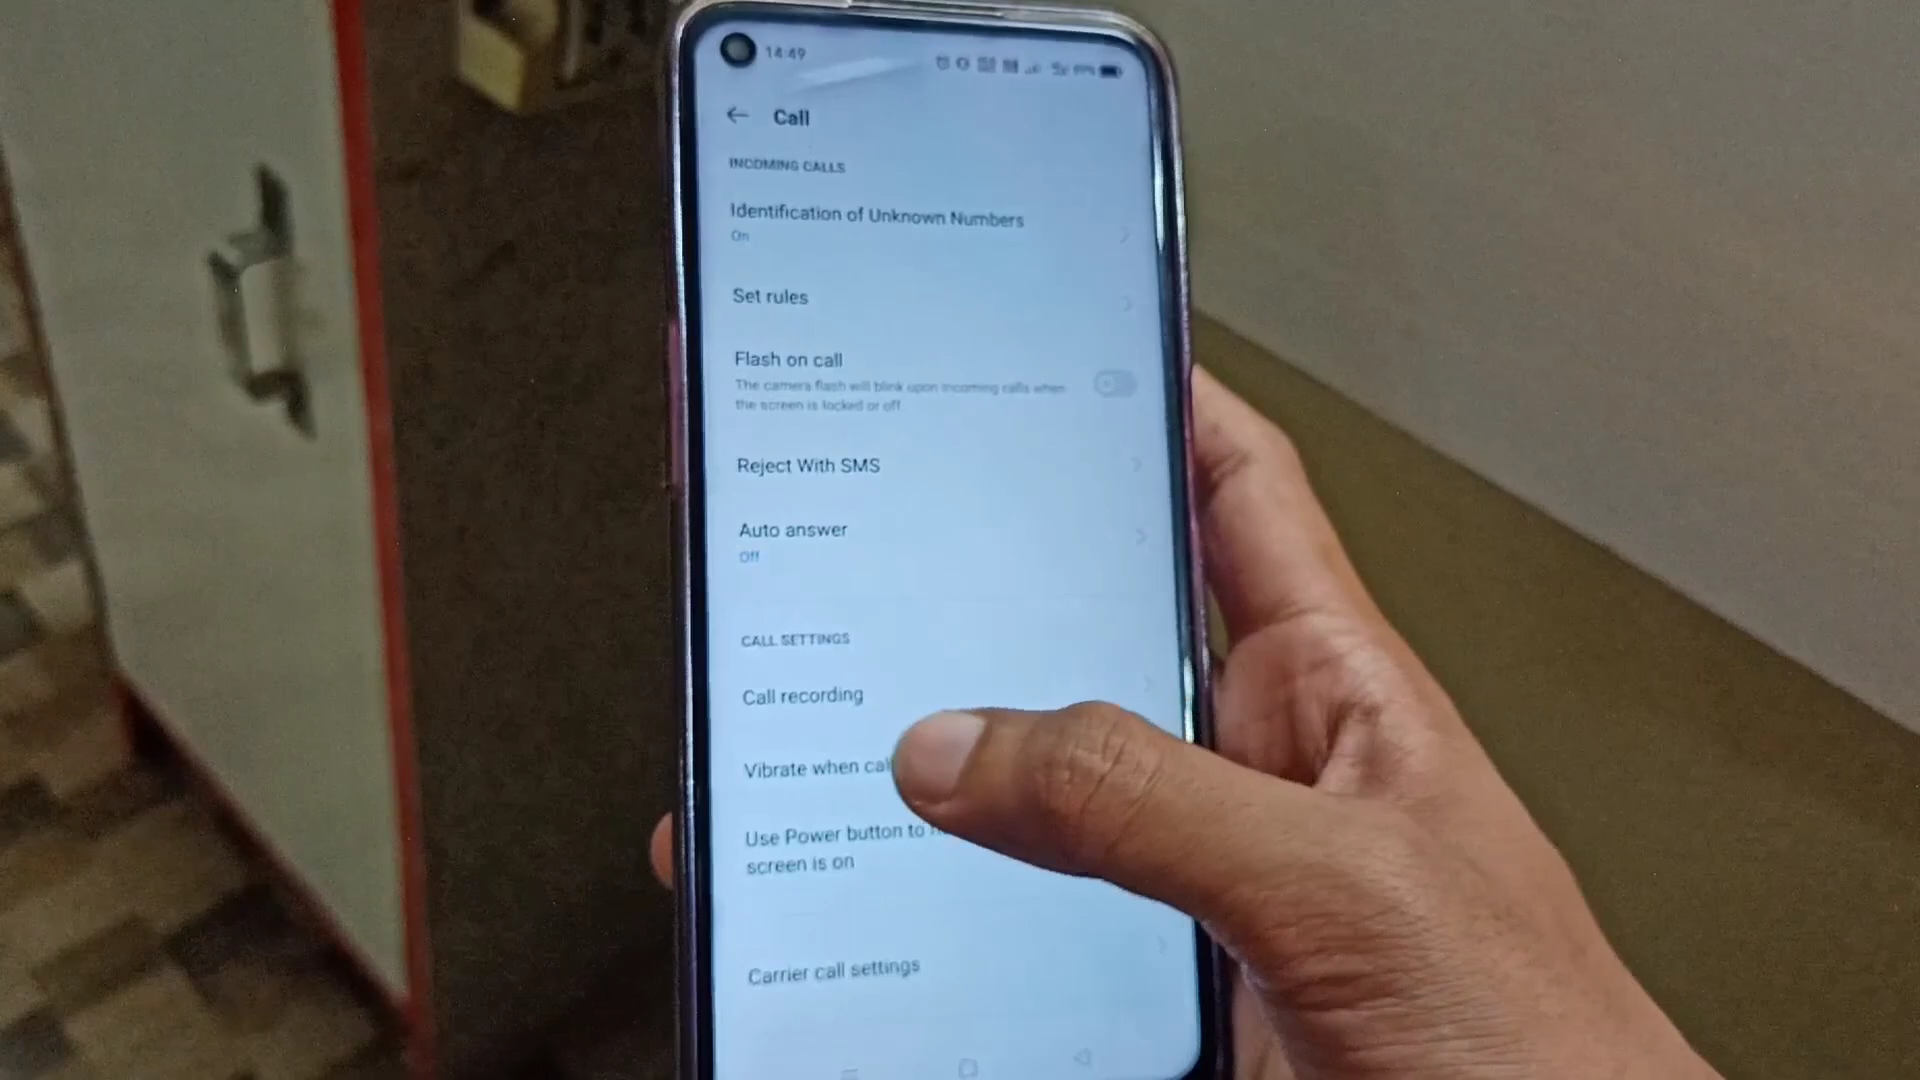 14:49
Call
INCOMING CALLS
Identification of Unknown Numbers
On
Set rules
Flash on call
The camera flash will blink upon incoming calls when
the screen is locked or off
Reject With SMS
Auto answer
Off
CALL SETTINGS
Call recording
Vibrate when
Use Power button to
screen is on
Carrier call settings